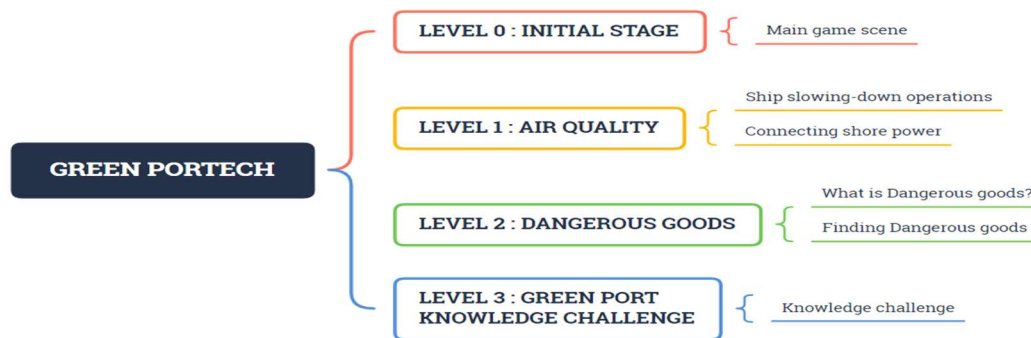 GREEN PORTECH
LEVEL 0 : INITIAL STAGE
Main game scene
LEVEL 1 : AIR QUALITY
Ship slowing-down operations
Connecting shore power
LEVEL 2 : DANGEROUS GOODS
What is Dangerous goods?
Finding Dangerous goods
LEVEL 3 : GREEN PORT
KNOWLEDGE CHALLENGE
Knowledge challenge